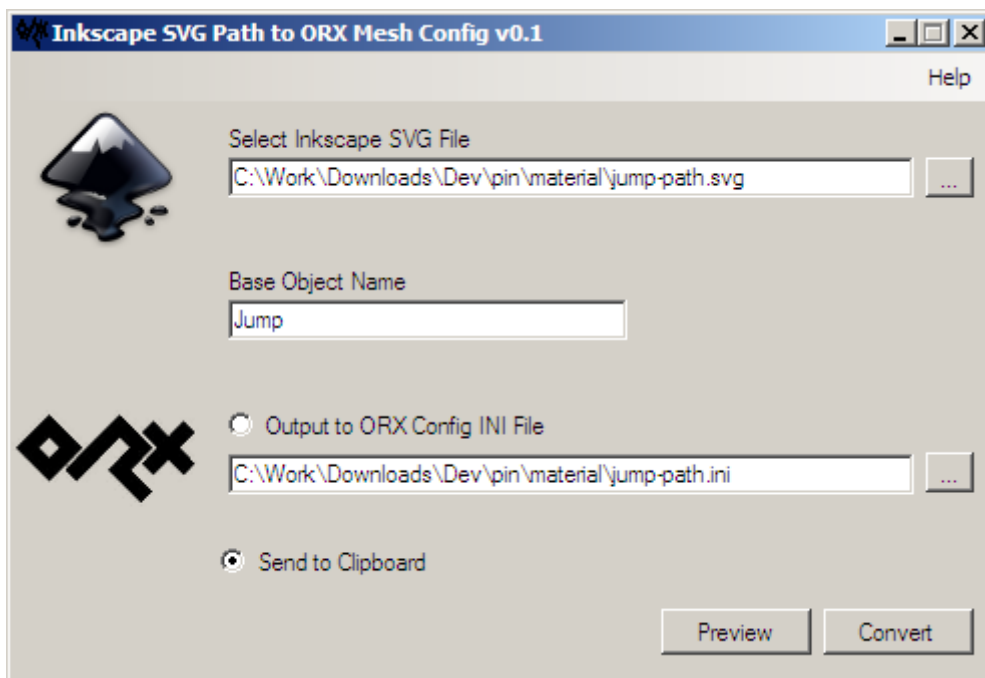 Inkscape SVG Path to ORX Mesh Config v0.1
Help
Select Inkscape SVG File
C:\Work\Downloads\Dev\pin\material\jump-path.svg
...
Base Object Name
Jump
orx
Output to ORX Config INI File
C:\Work\Downloads\Dev\pin\material\jump-path.ini
...
Send to Clipboard
Preview
Convert